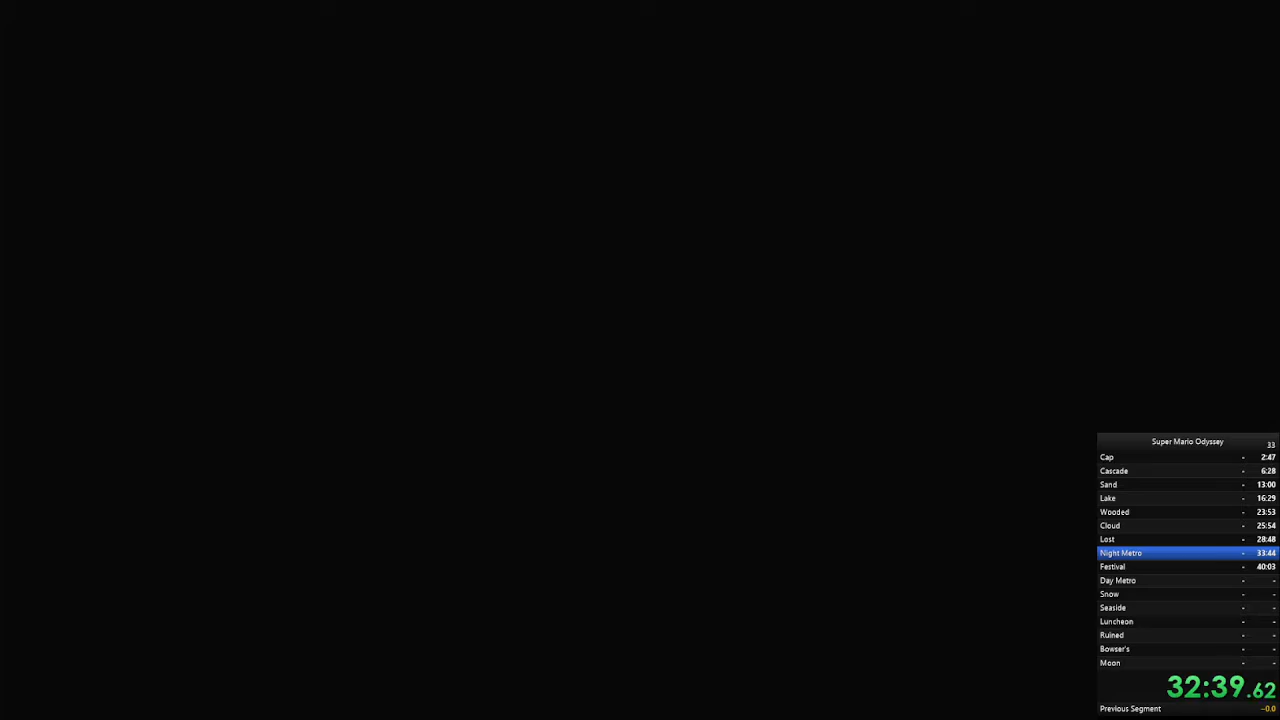 Super Mario Odyssey 33
Cap - 2:47
Cascade - 6:28
Sand - 13:00
Lake - 16:29
Wooded - 23:53
Cloud - 25:54
Lost - 28:48
Night Metro - 33:44
Festival - 40:03
Day Metro - -
Snow - -
Seaside - -
Luncheon - -
Ruined - -
Bowser's - -
Moon - -
32:39.62
Previous Segment −0.0